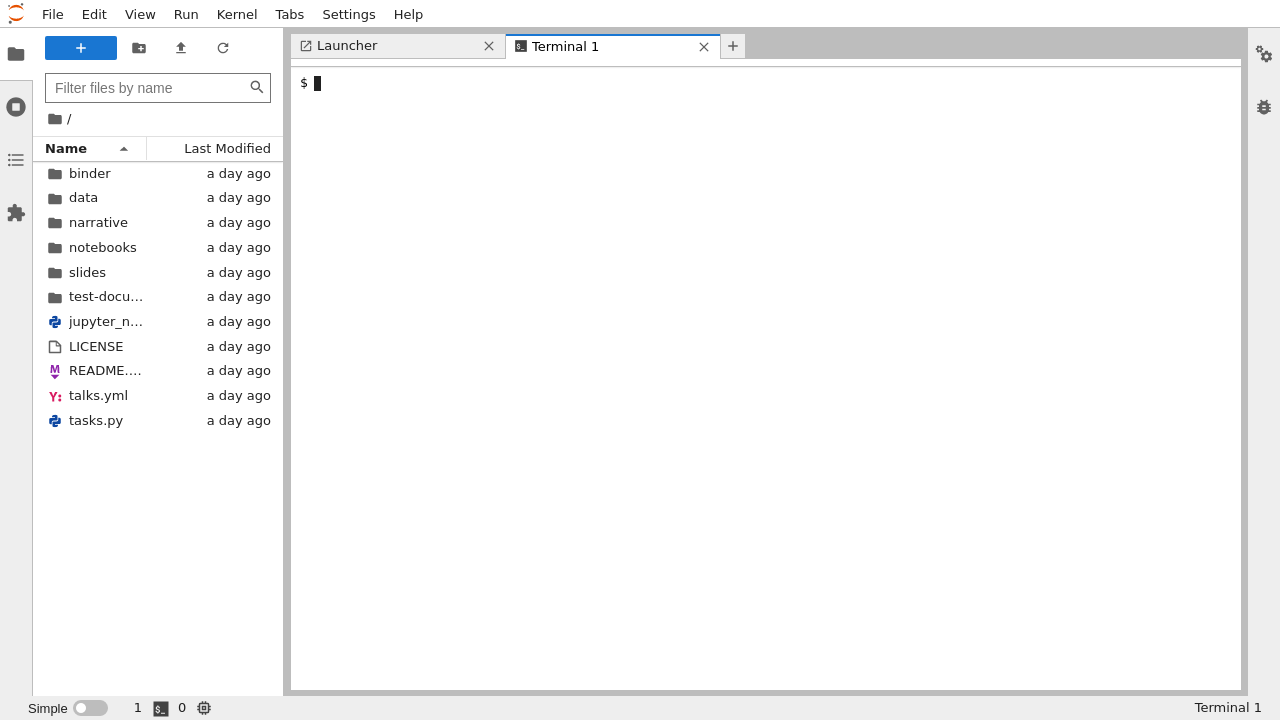 File Edit View Run Kernel Tabs Settings Help
Launcher
Terminal 1
$
Filter files by name
/
Name Last Modified
binder a day ago
data a day ago
narrative a day ago
notebooks a day ago
slides a day ago
test-docu… a day ago
jupyter_n… a day ago
LICENSE a day ago
README.… a day ago
talks.yml a day ago
tasks.py a day ago
Simple 1 0 Terminal 1